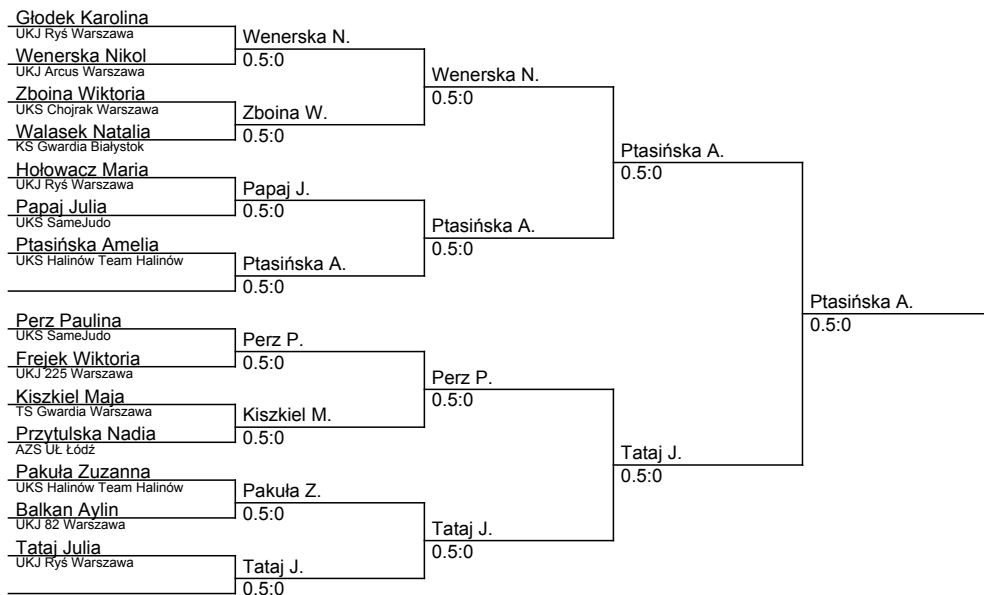 Głodek Karolina
UKJ Ryś Warszawa
Wenerska Nikol
UKJ Arcus Warszawa
Zboina Wiktoria
UKS Chojrak Warszawa
Walasek Natalia
KS Gwardia Białystok
Hołowacz Maria
UKJ Ryś Warszawa
Papaj Julia
UKS SameJudo
Ptasińska Amelia
UKS Halinów Team Halinów
Perz Paulina
UKS SameJudo
Frejek Wiktoria
UKJ 225 Warszawa
Kiszkiel Maja
TS Gwardia Warszawa
Przytulska Nadia
AZS UŁ Łódź
Pakuła Zuzanna
UKS Halinów Team Halinów
Balkan Aylin
UKJ 82 Warszawa
Tataj Julia
UKJ Ryś Warszawa
Wenerska N.
0.5:0
Zboina W.
0.5:0
Papaj J.
0.5:0
Ptasińska A.
0.5:0
Perz P.
0.5:0
Kiszkiel M.
0.5:0
Pakuła Z.
0.5:0
Tataj J.
0.5:0
Wenerska N.
0.5:0
Ptasińska A.
0.5:0
Perz P.
0.5:0
Tataj J.
0.5:0
Ptasińska A.
0.5:0
Tataj J.
0.5:0
Ptasińska A.
0.5:0